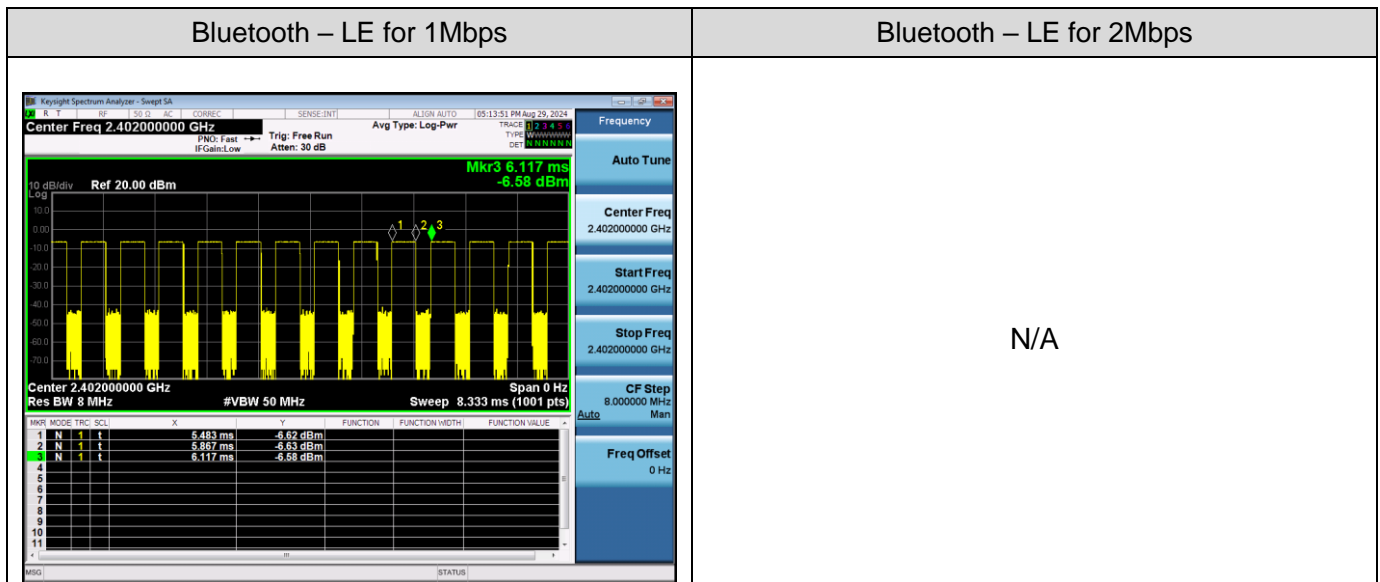 Bluetooth – LE for 1Mbps
Bluetooth – LE for 2Mbps
Keysight Spectrum Analyzer - Swept SA
R T RF 50 Ω AC CORREC SENSE:INT ALIGN AUTO 05:13:51 PM Aug 29, 2024
Center Freq 2.402000000 GHz
PNO: Fast
IFGain:Low
Trig: Free Run
Atten: 30 dB
Avg Type: Log-Pwr
TRACE 1 2 3 4 5 6
TYPE WWWWWW
DET N N N N N N
Frequency
Mkr3 6.117 ms
-6.58 dBm
10 dB/div Ref 20.00 dBm
Log
10.0
0.00
-10.0
-20.0
-30.0
-40.0
-50.0
-60.0
-70.0
1 2 3
Center 2.402000000 GHz Span 0 Hz
Res BW 8 MHz #VBW 50 MHz Sweep 8.333 ms (1001 pts)
MKR MODE TRC SCL X Y FUNCTION FUNCTION WIDTH FUNCTION VALUE
1 N 1 t 5.483 ms -6.62 dBm
2 N 1 t 5.867 ms -6.63 dBm
3 N 1 t 6.117 ms -6.58 dBm
4
5
6
7
8
9
10
11
MSG STATUS
Auto Tune
Center Freq
2.402000000 GHz
Start Freq
2.402000000 GHz
Stop Freq
2.402000000 GHz
CF Step
8.000000 MHz
Auto Man
Freq Offset
0 Hz
N/A